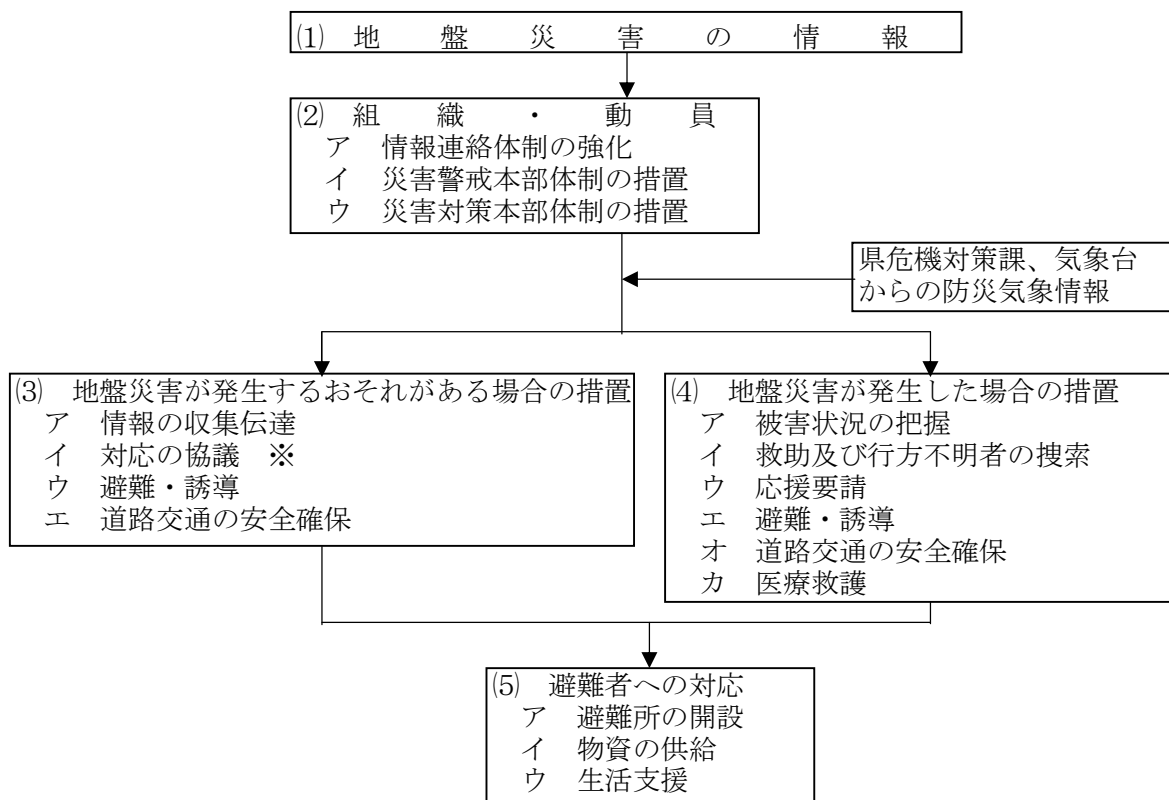 ⑴ 地盤災害の情報
⑵ 組織・動員
ア 情報連絡体制の強化
イ 災害警戒本部体制の措置
ウ 災害対策本部体制の措置
県危機対策課、気象台
からの防災気象情報
⑶ 地盤災害が発生するおそれがある場合の措置
ア 情報の収集伝達
イ 対応の協議 ※
ウ 避難・誘導
エ 道路交通の安全確保
⑷ 地盤災害が発生した場合の措置
ア 被害状況の把握
イ 救助及び行方不明者の捜索
ウ 応援要請
エ 避難・誘導
オ 道路交通の安全確保
カ 医療救護
⑸ 避難者への対応
ア 避難所の開設
イ 物資の供給
ウ 生活支援